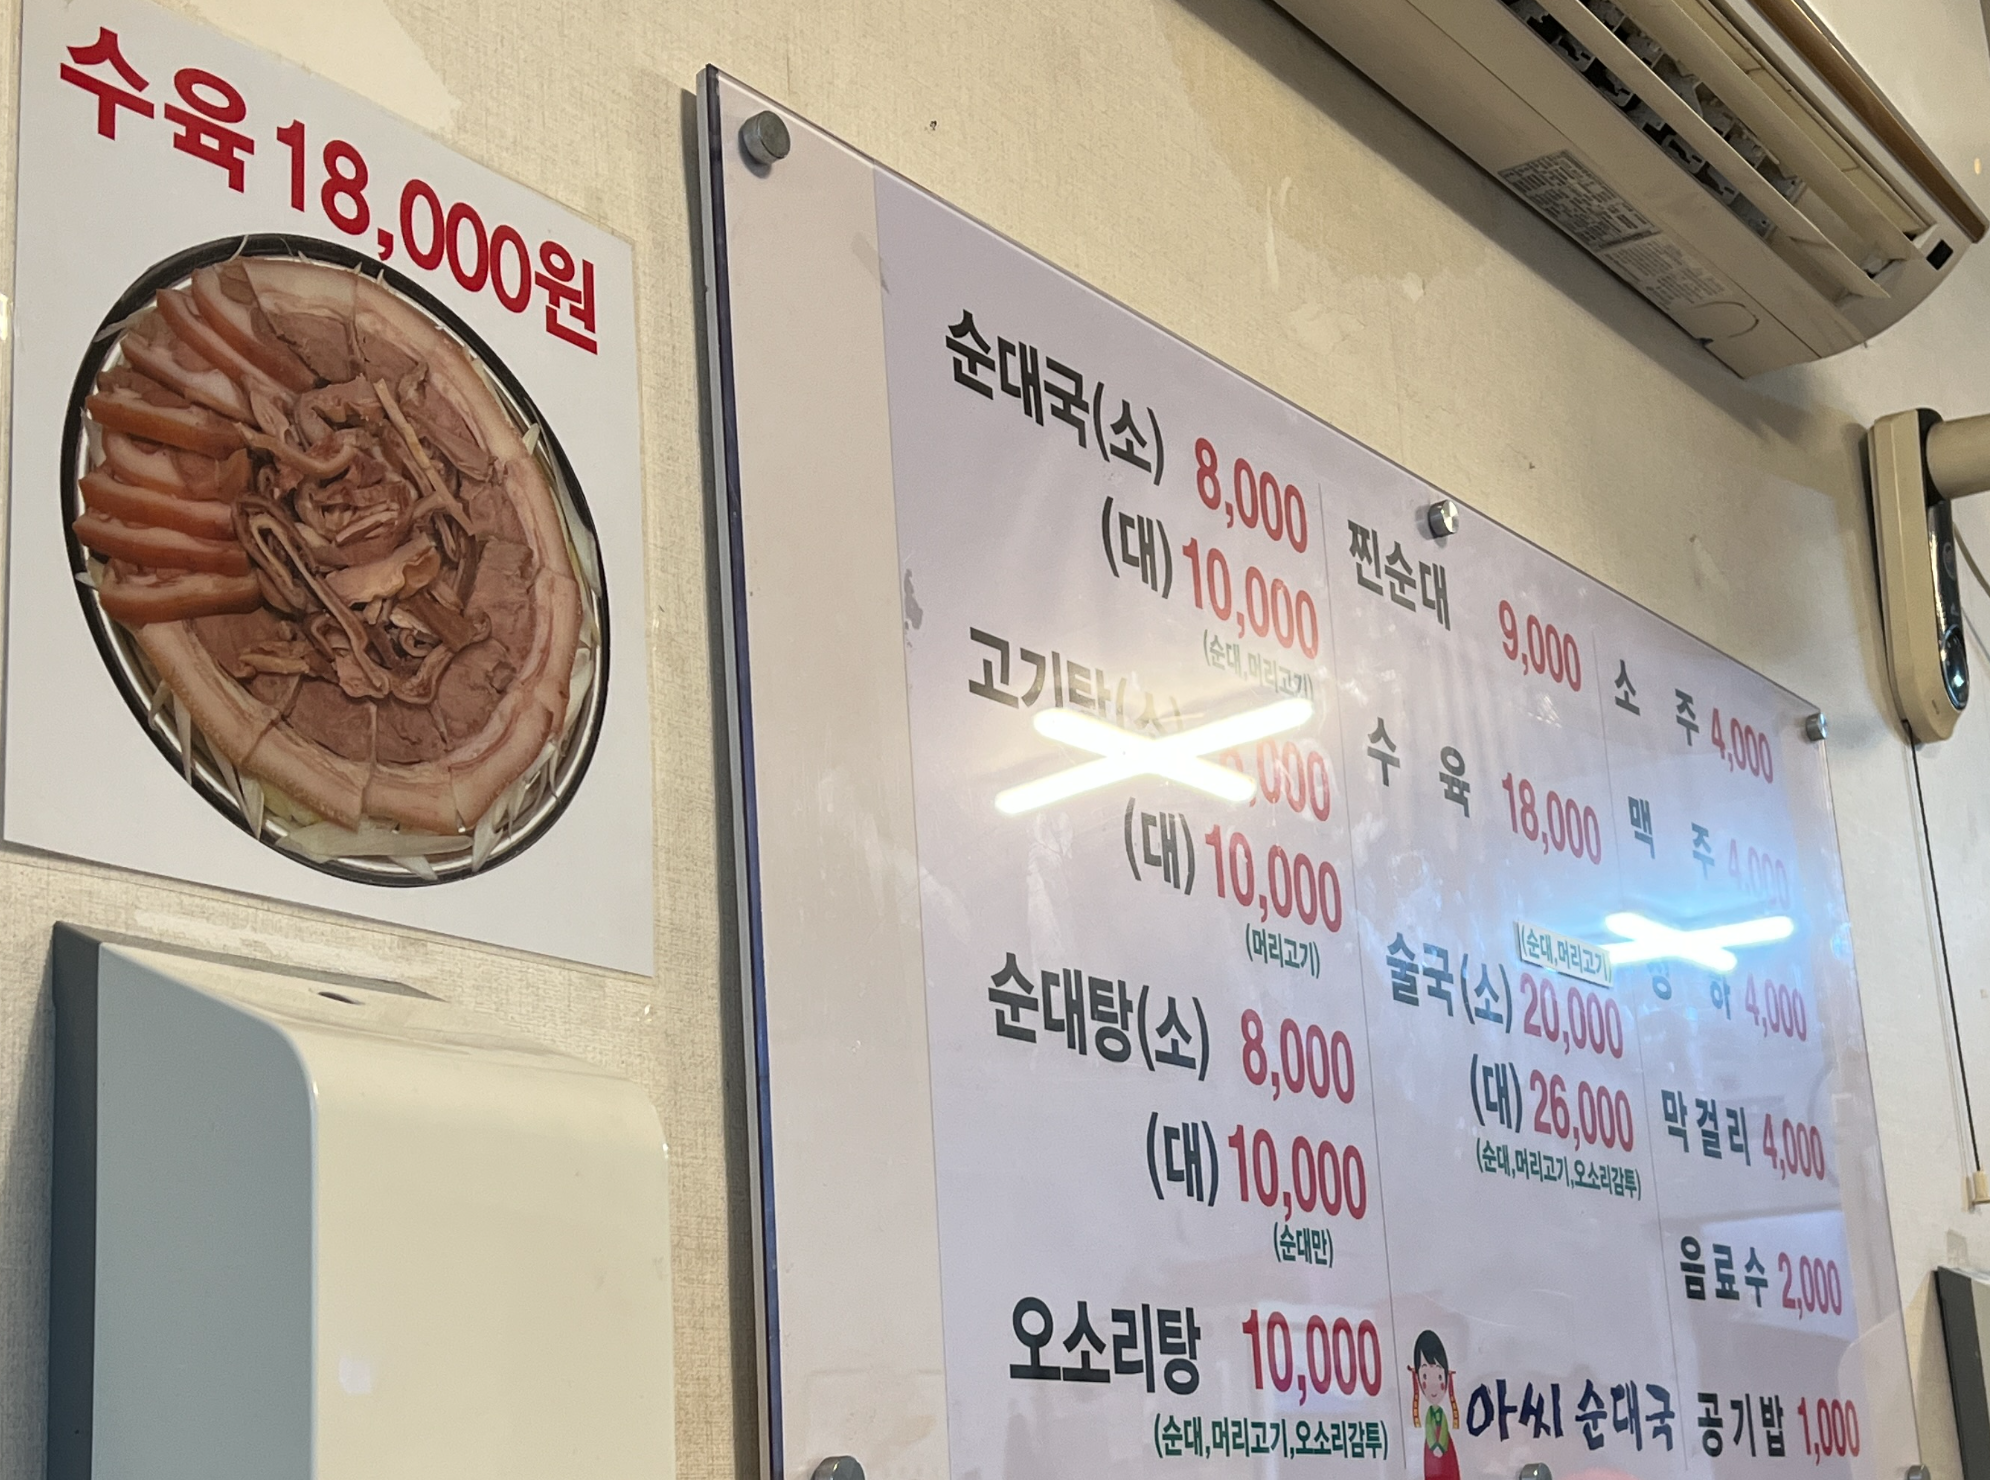 수육 18,000원
순대국(소) 8,000
(대) 10,000
(순대,머리고기)
고기탕(소)
(대) 10,000
(머리고기)
순대탕(소) 8,000
(대) 10,000
(순대만)
오소리탕 10,000
(순대,머리고기,오소리감투)
찐순대 9,000
수육 18,000
(순대,머리고기)
술국(소) 20,000
(대) 26,000
(순대,머리고기,오소리감투)
아씨 순대국
소주 4,000
맥주 4,000
4,000
막걸리 4,000
음료수 2,000
공기밥 1,000